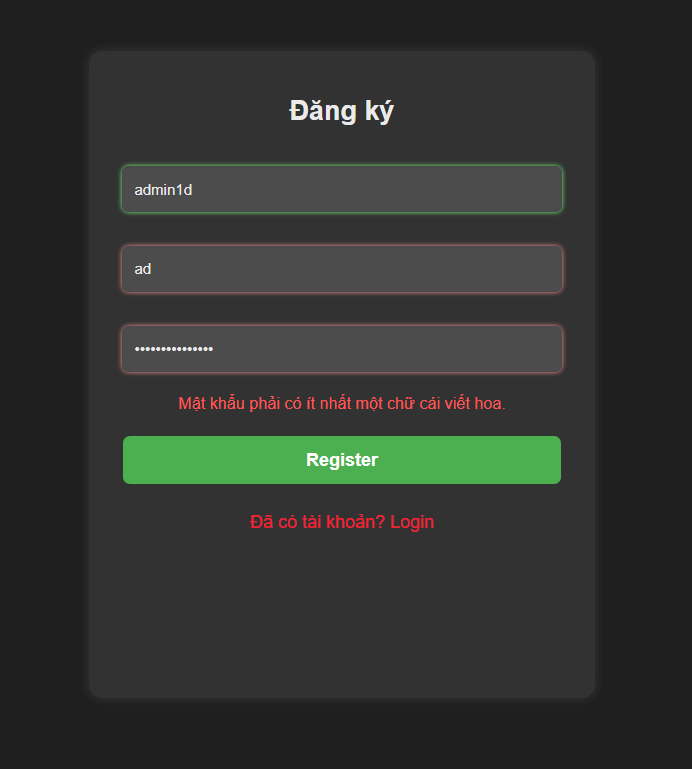 Đăng ký
admin1d
ad
•••••••••••••••
Mật khẩu phải có ít nhất một chữ cái viết hoa.
Register
Đã có tài khoản? Login